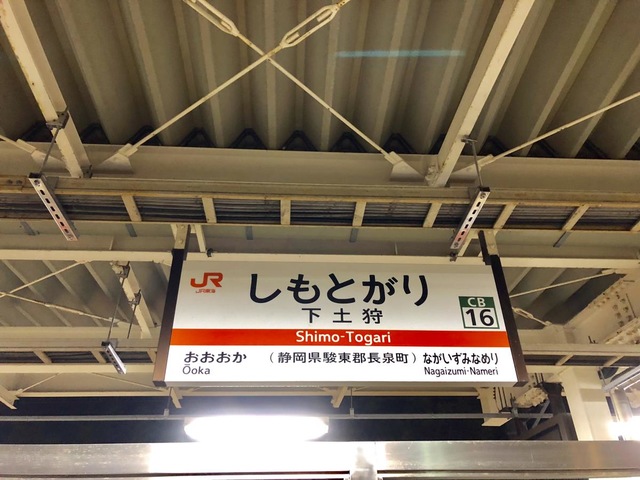 JR
JR東海
しもとがり
下土狩
CB
16
Shimo-Togari
おおおか
（静岡県駿東郡長泉町）
ながいずみなめり
Ōoka
Nagaizumi-Nameri